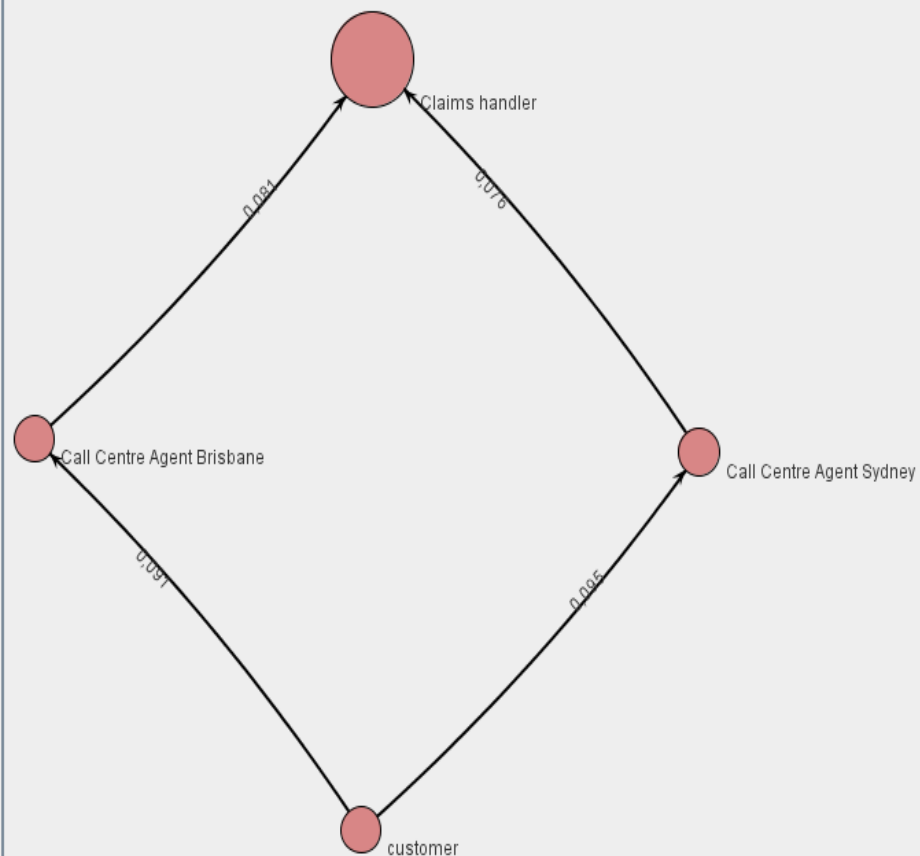 Claims handler
0,081
0,076
Call Centre Agent Brisbane
Call Centre Agent Sydney
0,091
0,095
customer